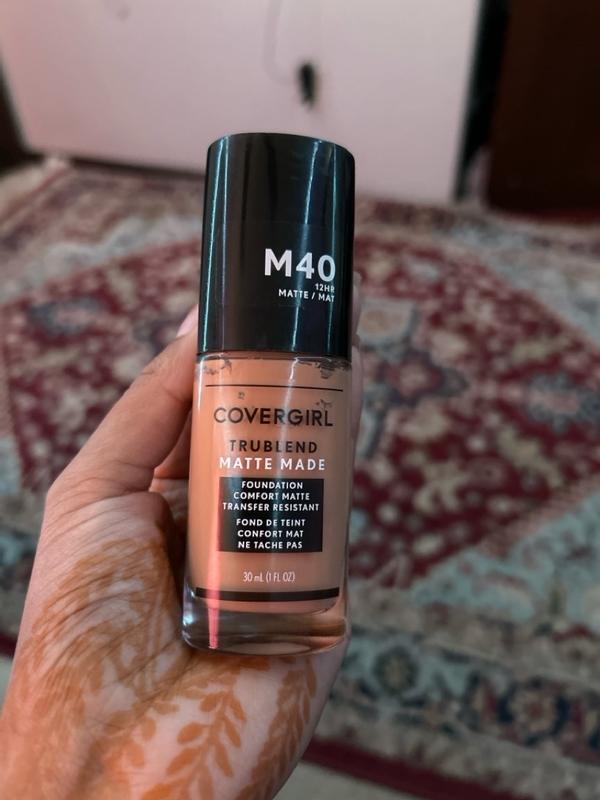 M40
12HR
MATTE / MAT
COVERGIRL
TRUBLEND
MATTE MADE
FOUNDATION
COMFORT MATTE
TRANSFER RESISTANT
FOND DE TEINT
CONFORT MAT
NE TACHE PAS
30 mL (1 FL OZ)